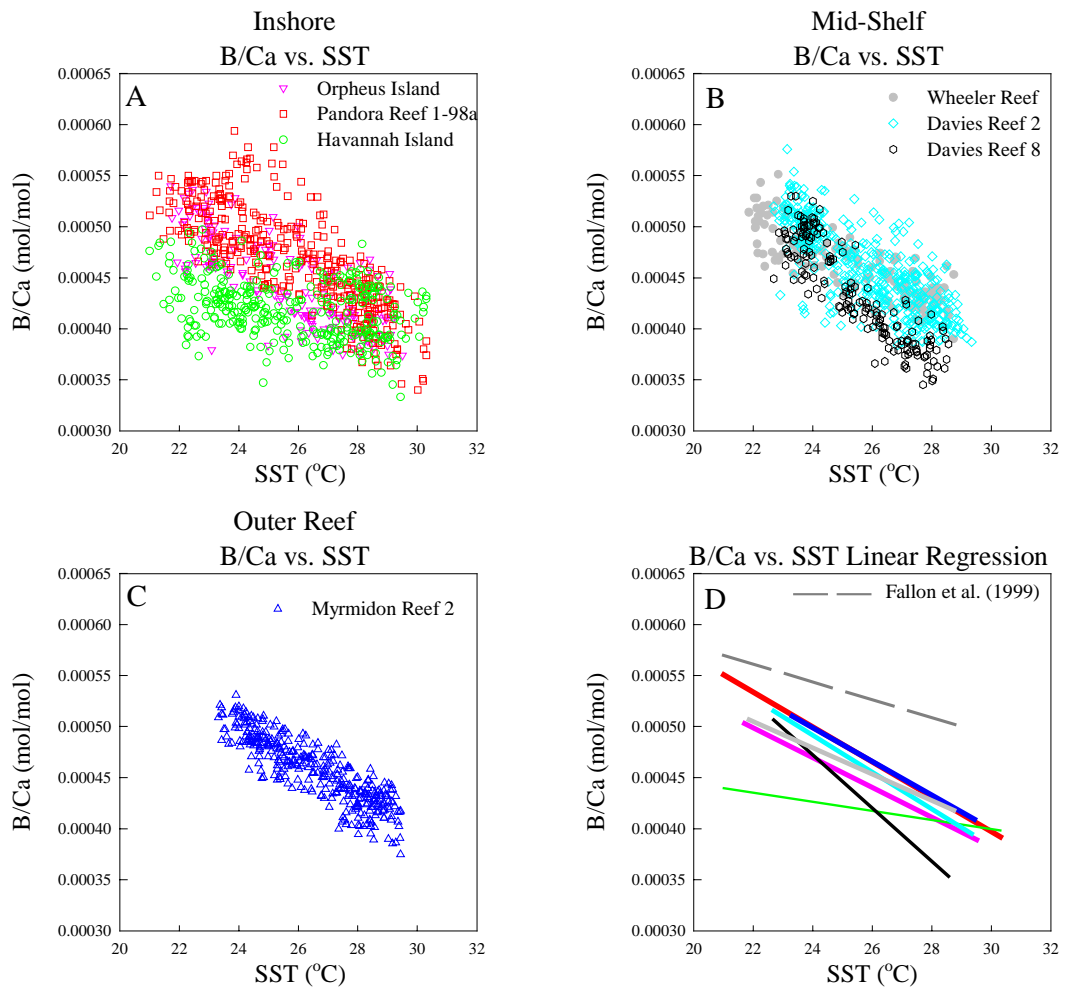 Inshore
B/Ca vs. SST
A
Orpheus Island
Pandora Reef 1-98a
Havannah Island
B/Ca (mol/mol)
0.00065
0.00060
0.00055
0.00050
0.00045
0.00040
0.00035
0.00030
20 22 24 26 28 30 32
SST (°C)
Mid-Shelf
B/Ca vs. SST
B
Wheeler Reef
Davies Reef 2
Davies Reef 8
B/Ca (mol/mol)
0.00065
0.00060
0.00055
0.00050
0.00045
0.00040
0.00035
0.00030
20 22 24 26 28 30 32
SST (°C)
Outer Reef
B/Ca vs. SST
C
Myrmidon Reef 2
B/Ca (mol/mol)
0.00065
0.00060
0.00055
0.00050
0.00045
0.00040
0.00035
0.00030
20 22 24 26 28 30 32
SST (°C)
B/Ca vs. SST Linear Regression
D
Fallon et al. (1999)
B/Ca (mol/mol)
0.00065
0.00060
0.00055
0.00050
0.00045
0.00040
0.00035
0.00030
20 22 24 26 28 30 32
SST (°C)